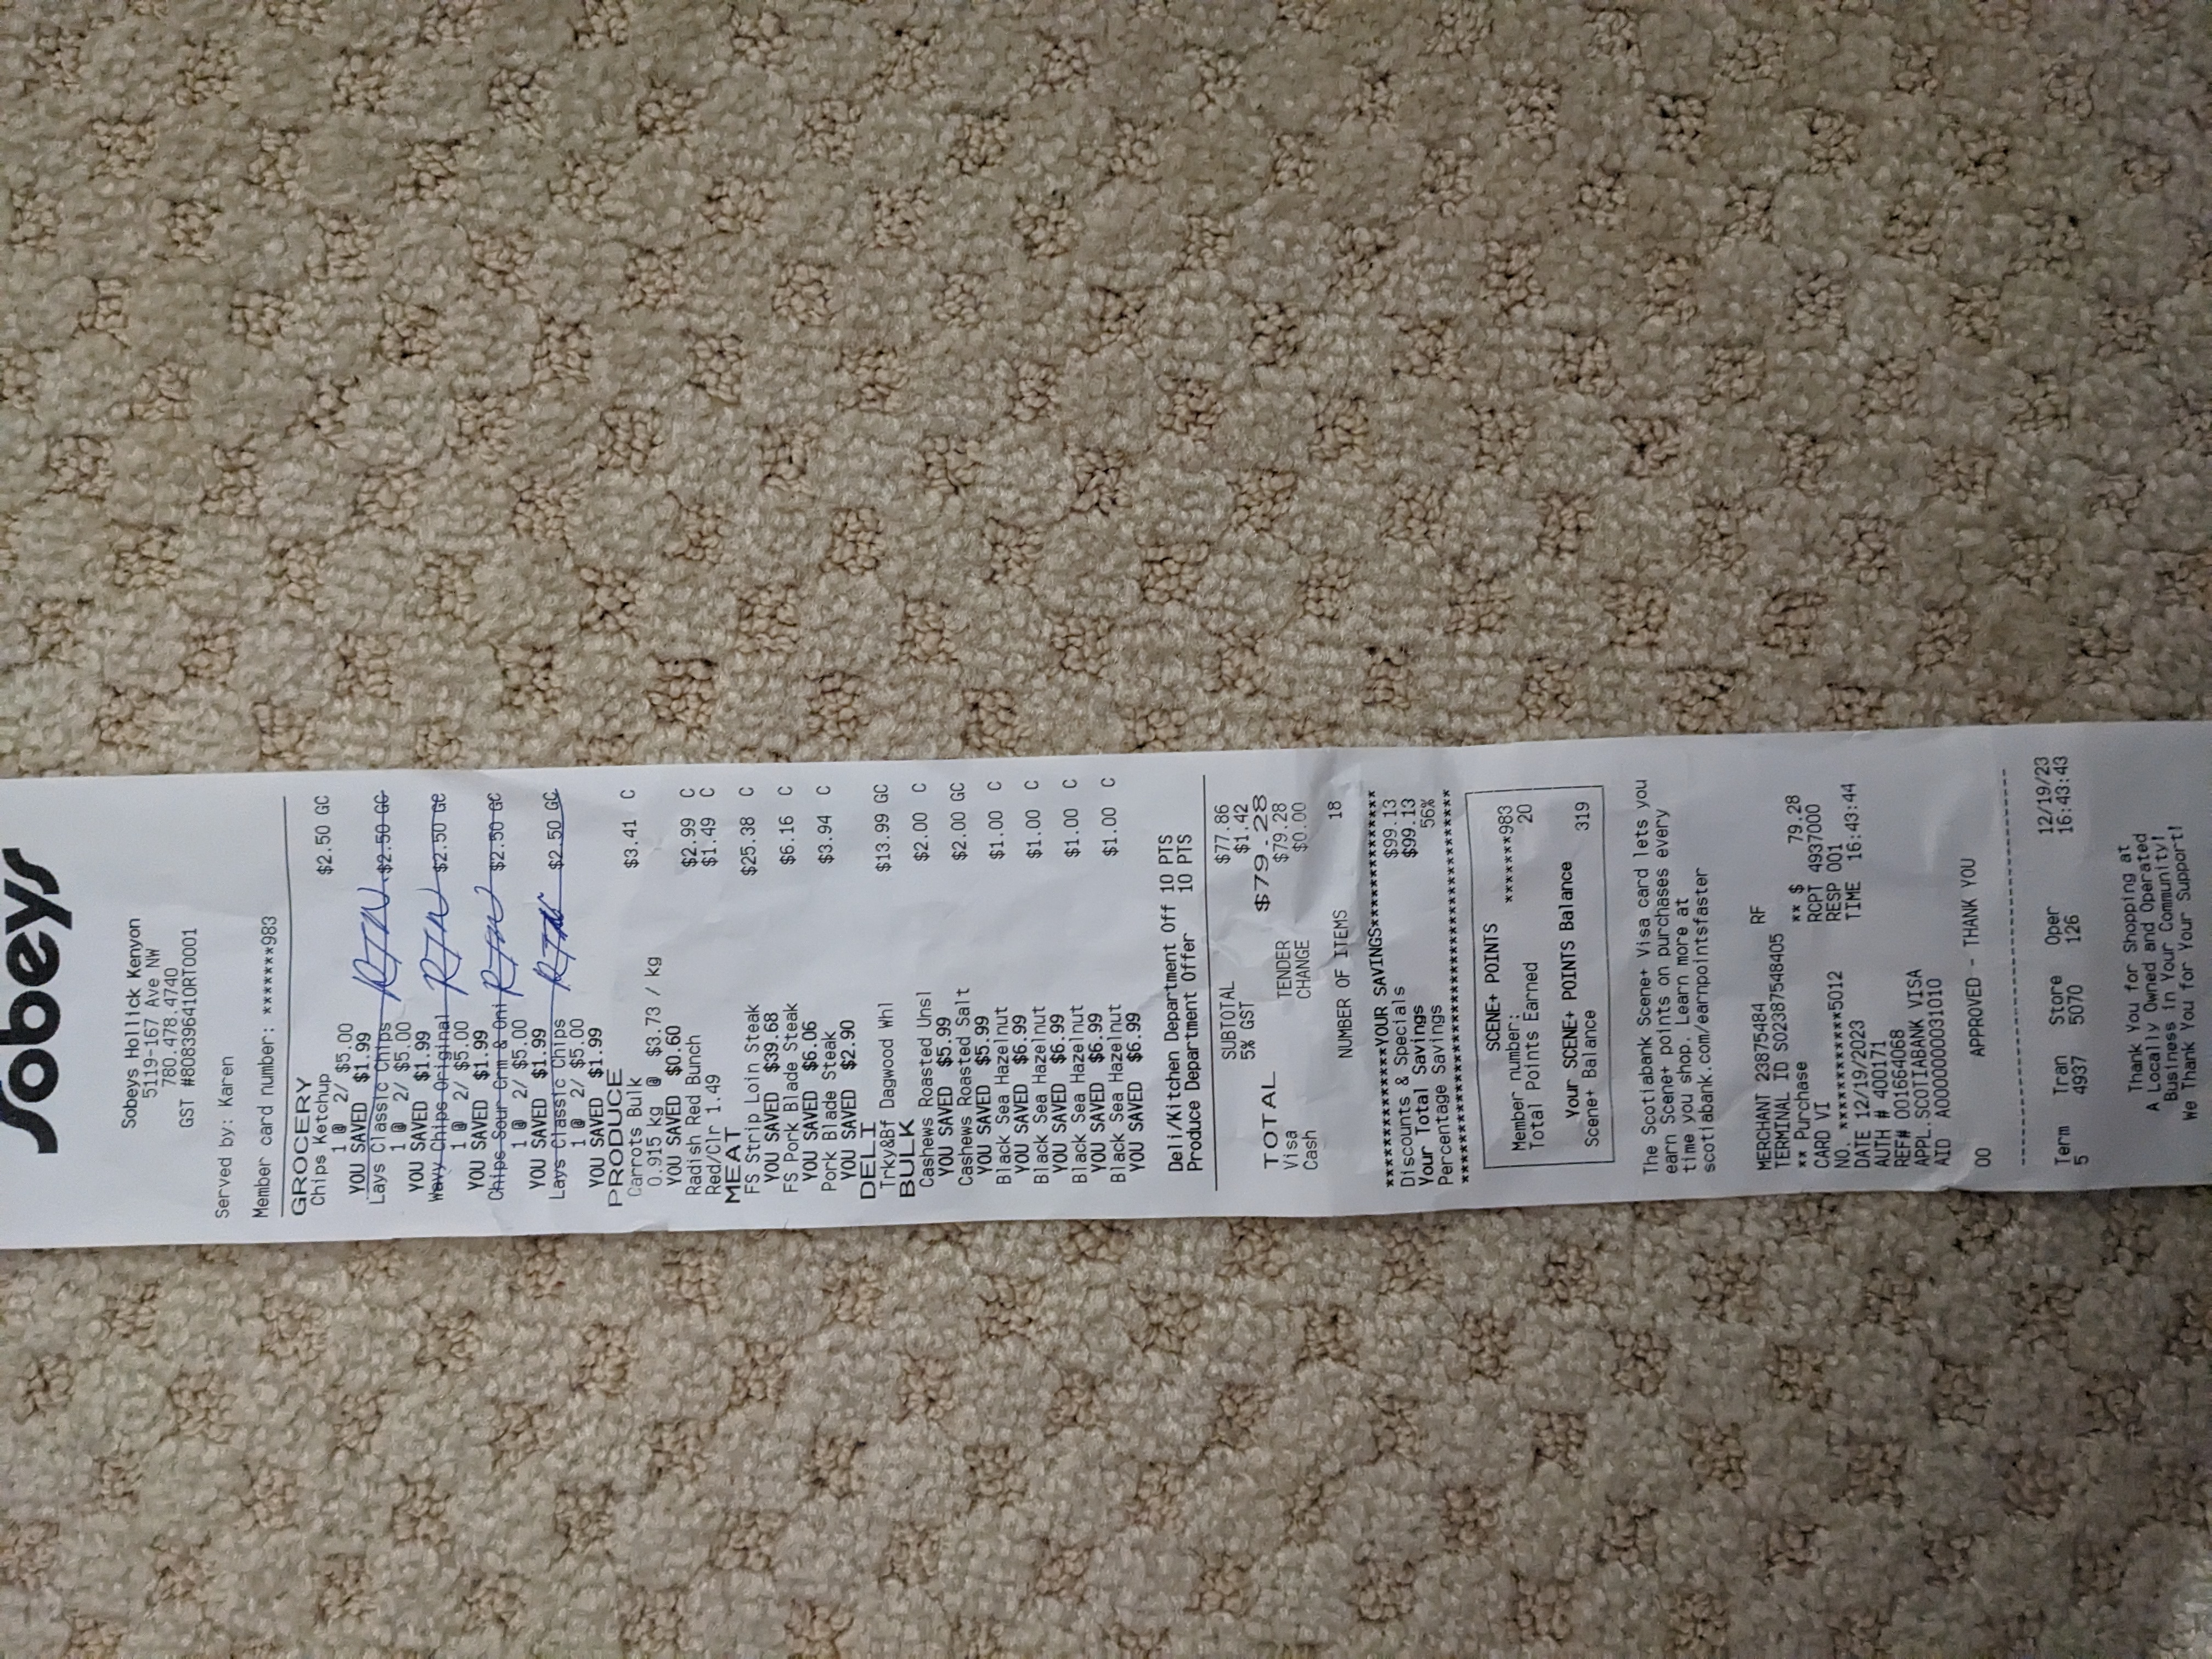 Sobeys
Sobeys Hollick Kenyon
5119-167 Ave NW
780.478.4740
GST #808396410RT0001
Served by: Karen
Member card number: ********983
GROCERY
Chips Ketchup $2.50 GC
1 @ 2/ $5.00
YOU SAVED $1.99
Lays Classic Chips RTN $2.50 GC
1 @ 2/ $5.00
YOU SAVED $1.99
Wavy Chips Original RTN $2.50 GC
1 @ 2/ $5.00
YOU SAVED $1.99
Chips Sour Crm & Oni RTN $2.50 GC
1 @ 2/ $5.00
YOU SAVED $1.99
Lays Classic Chips RTN $2.50 GC
1 @ 2/ $5.00
YOU SAVED $1.99
PRODUCE
Carrots Bulk $3.41 C
0.915 kg @ $3.73 / kg
YOU SAVED $0.60
Radish Red Bunch $2.99 C
Red/Clr 1.49 $1.49 C
MEAT
FS Strip Loin Steak $25.38 C
YOU SAVED $39.68
FS Pork Blade Steak $6.16 C
YOU SAVED $6.06
Pork Blade Steak $3.94 C
YOU SAVED $2.90
DELI
Trky&Bf Dagwood Whl $13.99 GC
BULK
Cashews Roasted Unsl $2.00 C
YOU SAVED $5.99
Cashews Roasted Salt $2.00 GC
YOU SAVED $5.99
Black Sea Hazelnut $1.00 C
YOU SAVED $6.99
Black Sea Hazelnut $1.00 C
YOU SAVED $6.99
Black Sea Hazelnut $1.00 C
YOU SAVED $6.99
Black Sea Hazelnut $1.00 C
YOU SAVED $6.99
Deli/Kitchen Department Off 10 PTS
Produce Department Offer 10 PTS
SUBTOTAL $77.86
5% GST $1.42
TOTAL $79.28
Visa TENDER $79.28
Cash CHANGE $0.00
NUMBER OF ITEMS 18
**********YOUR SAVINGS**************
Discounts & Specials $99.13
Your Total Savings $99.13
Percentage Savings 56%
************************************
SCENE+ POINTS
Member number: ********983
Total Points Earned 20
Your SCENE+ POINTS Balance
Scene+ Balance 319
The Scotiabank Scene+ Visa card lets you
earn Scene+ points on purchases every
time you shop. Learn more at
scotiabank.com/earnpointsfaster
MERCHANT 23875484 RF
TERMINAL ID S02387548405
** Purchase ** $ 79.28
CARD VI RCPT 4937000
NO. ************5012 RESP 001
DATE 12/19/2023 TIME 16:43:44
AUTH # 400171
REF# 001664068
APPL.SCOTIABANK VISA
AID A0000000031010
00 APPROVED - THANK YOU
Term Tran Store Oper 12/19/23
5 4937 5070 126 16:43:43
Thank You for Shopping at
A Locally Owned and Operated
Business in Your Community!
We Thank You for Your Support!